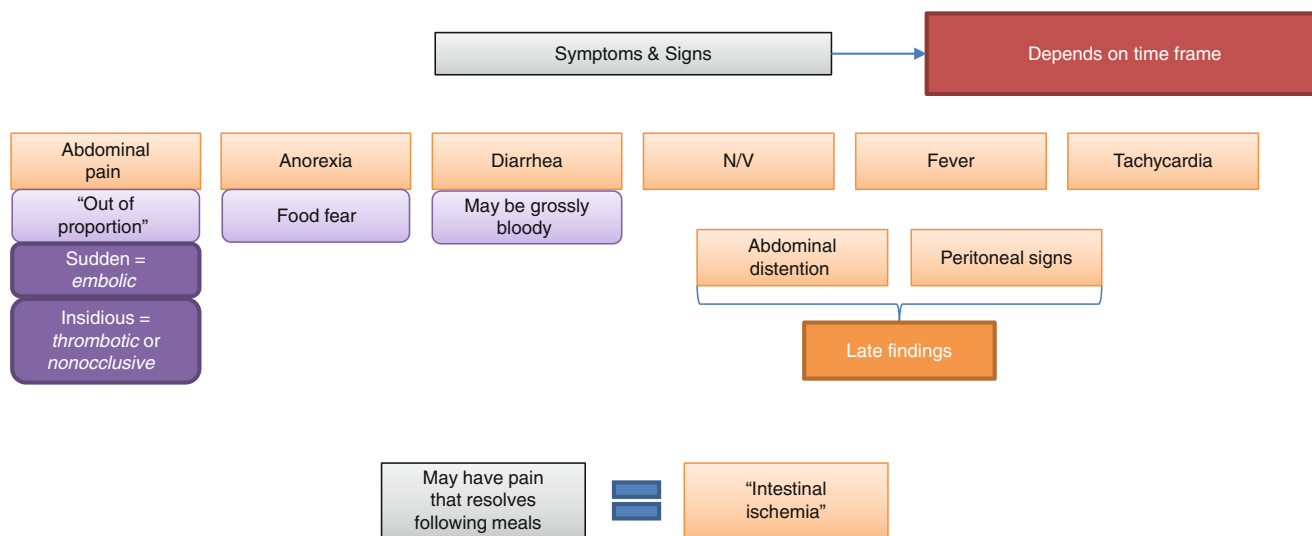 Symptoms & Signs
Depends on time frame
Abdominal
pain
Anorexia
Diarrhea
N/V
Fever
Tachycardia
“Out of
proportion”
Food fear
May be grossly
bloody
Sudden =
embolic
Insidious =
thrombotic or
nonocclusive
Abdominal
distention
Peritoneal signs
Late findings
May have pain
that resolves
following meals
“Intestinal
ischemia”